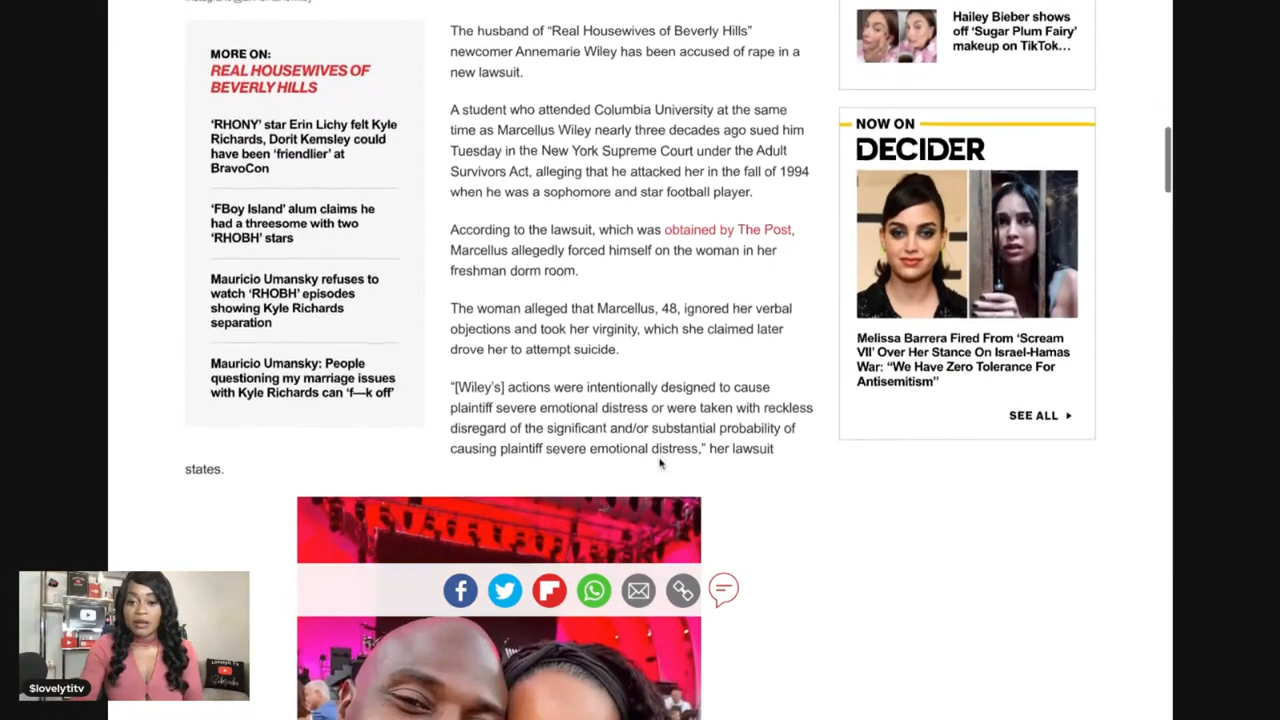 MORE ON:
REAL HOUSEWIVES OF
BEVERLY HILLS
'RHONY' star Erin Lichy felt Kyle
Richards, Dorit Kemsley could
have been 'friendlier' at
BravoCon
'FBoy Island' alum claims he
had a threesome with two
'RHOBH' stars
Mauricio Umansky refuses to
watch 'RHOBH' episodes
showing Kyle Richards
separation
Mauricio Umansky: People
questioning my marriage issues
with Kyle Richards can 'f—k off'
The husband of “Real Housewives of Beverly Hills”
newcomer Annemarie Wiley has been accused of rape in a
new lawsuit.
A student who attended Columbia University at the same
time as Marcellus Wiley nearly three decades ago sued him
Tuesday in the New York Supreme Court under the Adult
Survivors Act, alleging that he attacked her in the fall of 1994
when he was a sophomore and star football player.
According to the lawsuit, which was obtained by The Post,
Marcellus allegedly forced himself on the woman in her
freshman dorm room.
The woman alleged that Marcellus, 48, ignored her verbal
objections and took her virginity, which she claimed later
drove her to attempt suicide.
“[Wiley's] actions were intentionally designed to cause
plaintiff severe emotional distress or were taken with reckless
disregard of the significant and/or substantial probability of
causing plaintiff severe emotional distress,” her lawsuit
states.
Hailey Bieber shows
off 'Sugar Plum Fairy'
makeup on TikTok...
NOW ON
DECIDER
Melissa Barrera Fired From 'Scream
VII' Over Her Stance On Israel-Hamas
War: “We Have Zero Tolerance For
Antisemitism”
SEE ALL
$lovelytitv